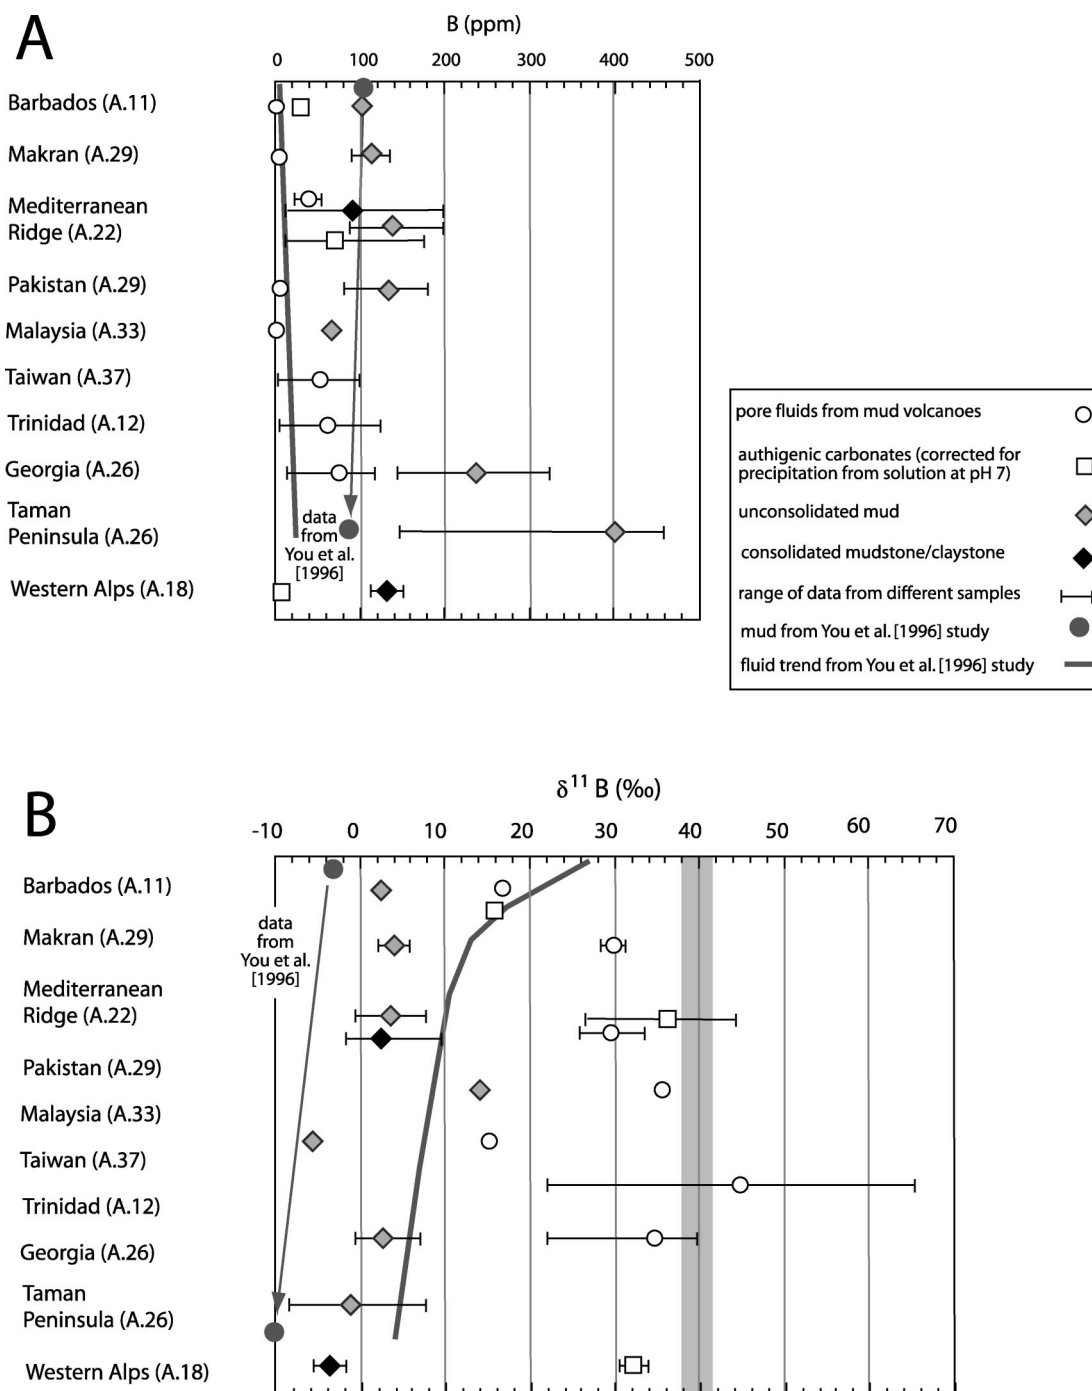 A
B (ppm)
0 100 200 300 400 500
Barbados (A.11)
Makran (A.29)
Mediterranean
Ridge (A.22)
Pakistan (A.29)
Malaysia (A.33)
Taiwan (A.37)
Trinidad (A.12)
Georgia (A.26)
Taman
Peninsula (A.26)
Western Alps (A.18)
data
from
You et al.
[1996]
pore fluids from mud volcanoes
authigenic carbonates (corrected for
precipitation from solution at pH 7)
unconsolidated mud
consolidated mudstone/claystone
range of data from different samples
mud from You et al. [1996] study
fluid trend from You et al. [1996] study
B
δ11 B (‰)
-10 0 10 20 30 40 50 60 70
Barbados (A.11)
Makran (A.29)
Mediterranean
Ridge (A.22)
Pakistan (A.29)
Malaysia (A.33)
Taiwan (A.37)
Trinidad (A.12)
Georgia (A.26)
Taman
Peninsula (A.26)
Western Alps (A.18)
data
from
You et al.
[1996]